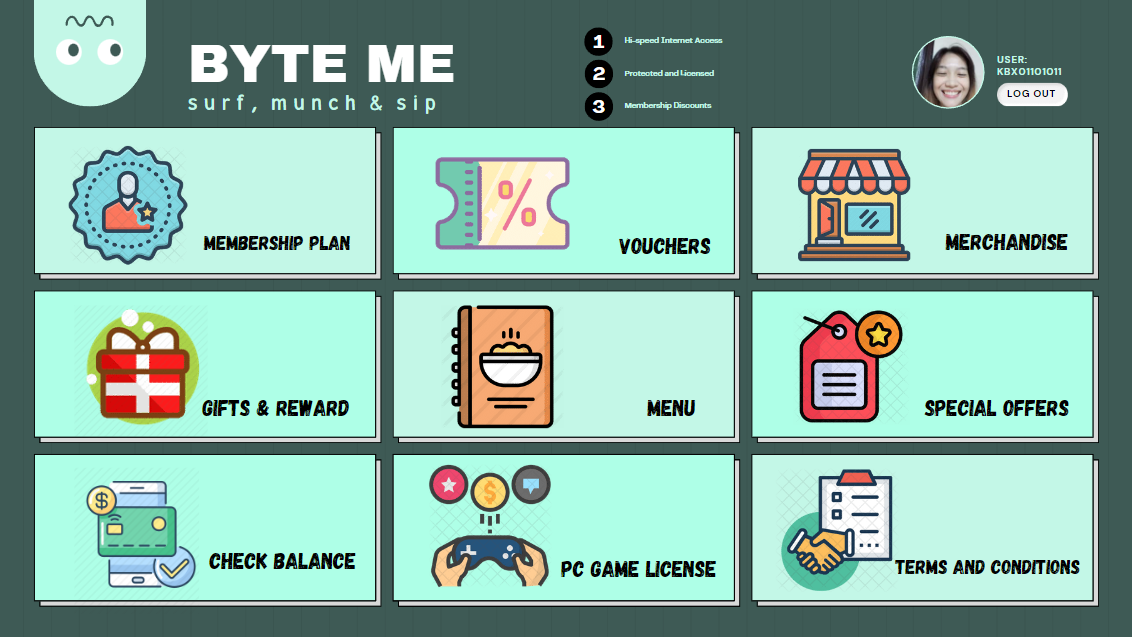 BYTE ME
surf, munch & sip
1 Hi-speed Internet Access
2 Protected and Licensed
3 Membership Discounts
USER:
KBX01101011
LOG OUT
MEMBERSHIP PLAN
VOUCHERS
MERCHANDISE
GIFTS & REWARD
MENU
SPECIAL OFFERS
CHECK BALANCE
PC GAME LICENSE
TERMS AND CONDITIONS